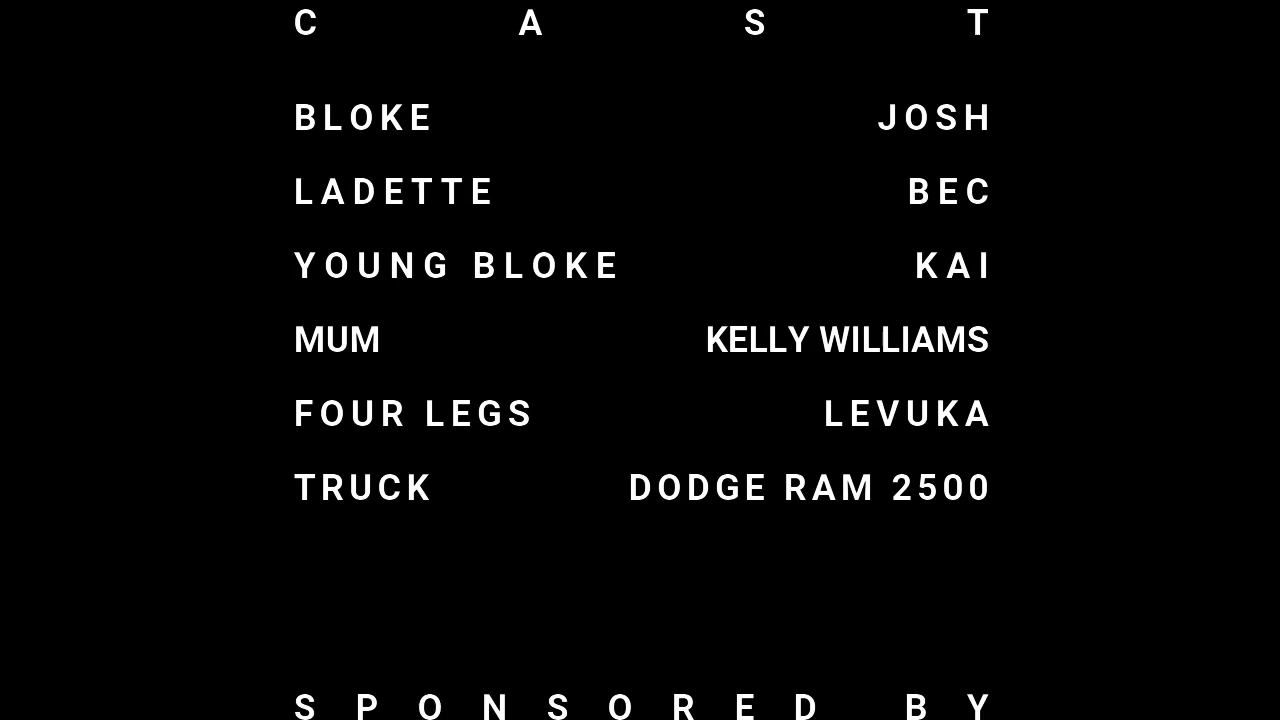 CAST
BLOKE JOSH
LADETTE BEC
YOUNG BLOKE KAI
MUM KELLY WILLIAMS
FOUR LEGS LEVUKA
TRUCK DODGE RAM 2500
SPONSORED BY